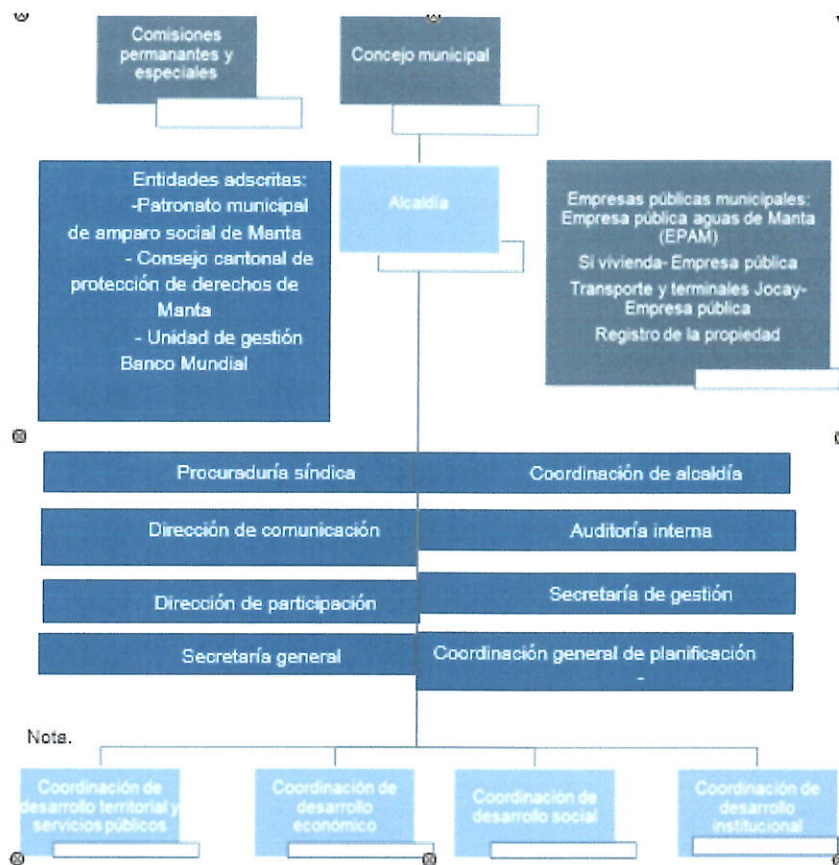 Comisiones
permanantes y
especiales
Concejo municipal
Entidades adscritas:
-Patronato municipal
de amparo social de Manta
- Consejo cantonal de
protección de derechos de
Manta
- Unidad de gestión
Banco Mundial
Alcaldía
Empresas públicas municipales:
Empresa pública aguas de Manta
(EPAM)
Si vivienda- Empresa pública
Transporte y terminales Jocay-
Empresa pública
Registro de la propiedad
Procuraduría síndica
Coordinación de alcaldía
Dirección de comunicación
Auditoría interna
Dirección de participación
Secretaría de gestión
Secretaría general
Coordinación general de planificación
-
Nota.
Coordinación de
desarrollo territorial y
servicios públicos
Coordinación de
desarrollo
económico
Coordinación de
desarrollo social
Coordinación de
desarrollo
institucional